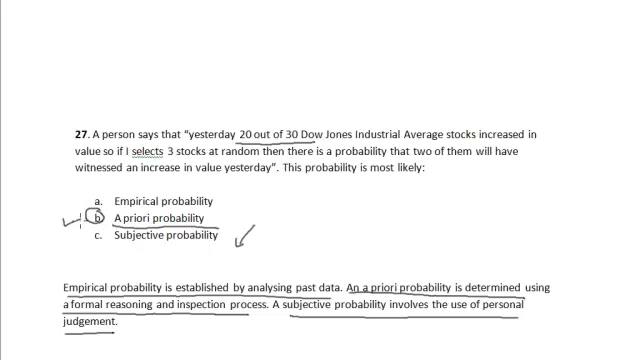 27. A person says that "yesterday 20 out of 30 Dow Jones Industrial Average stocks increased in
value so if I selects 3 stocks at random then there is a probability that two of them will have
witnessed an increase in value yesterday". This probability is most likely:
a. Empirical probability
b. A priori probability
c. Subjective probability
Empirical probability is established by analysing past data. An a priori probability is determined using
a formal reasoning and inspection process. A subjective probability involves the use of personal
judgement.